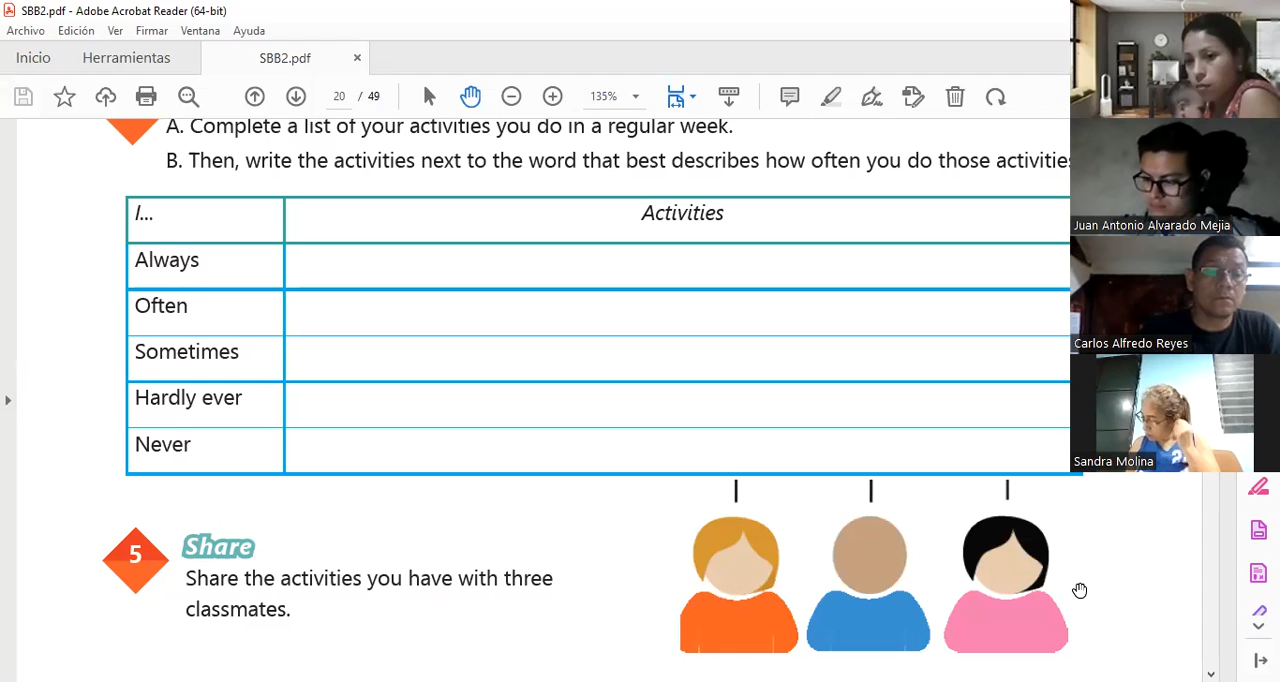 SBB2.pdf - Adobe Acrobat Reader (64-bit)
Archivo Edición Ver Firmar Ventana Ayuda
Inicio Herramientas SBB2.pdf ×
20 / 49 135%
A. Complete a list of your activities you do in a regular week.
B. Then, write the activities next to the word that best describes how often you do those activities
I... Activities
Always
Often
Sometimes
Hardly ever
Never
5 Share
Share the activities you have with three
classmates.
Juan Antonio Alvarado Mejia
Carlos Alfredo Reyes
Sandra Molina